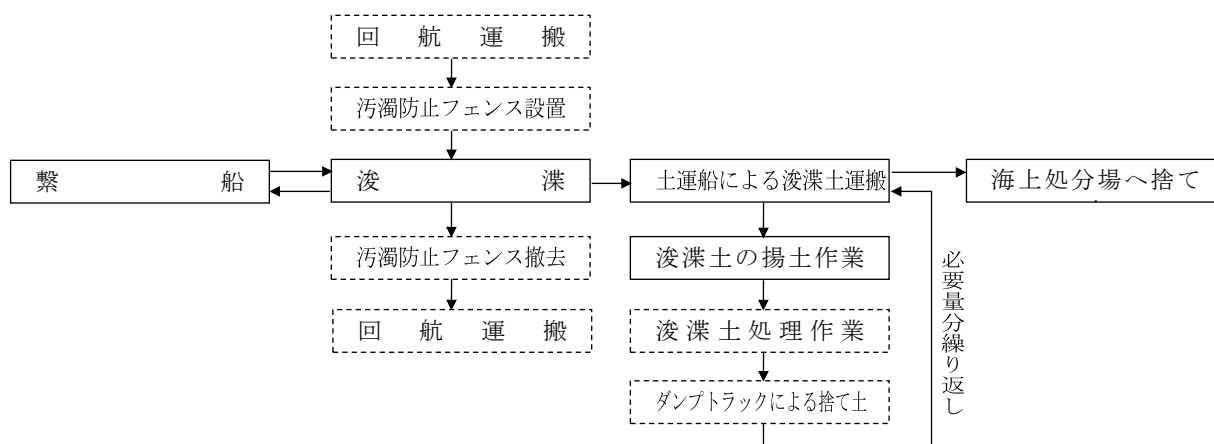 回航運搬
汚濁防止フェンス設置
繋船
浚渫
土運船による浚渫土運搬
海上処分場へ捨て
汚濁防止フェンス撤去
浚渫土の揚土作業
回航運搬
浚渫土処理作業
ダンプトラックによる捨て土
必要量分繰り返し